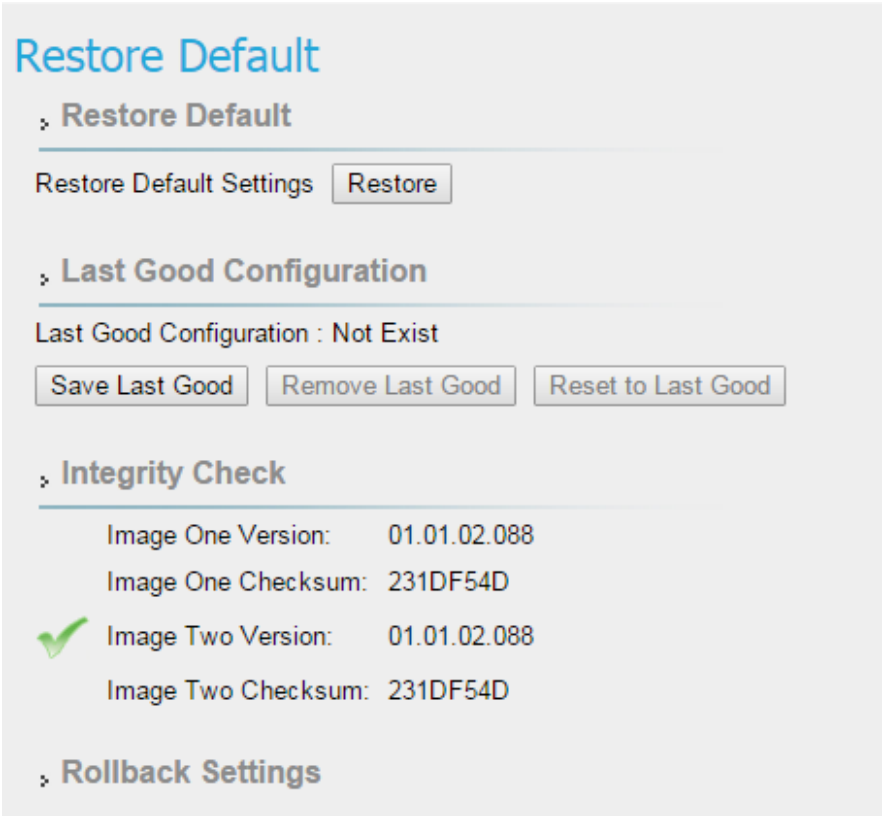 Restore Default
Restore Default
Restore Default Settings Restore
Last Good Configuration
Last Good Configuration : Not Exist
Save Last Good Remove Last Good Reset to Last Good
Integrity Check
Image One Version: 01.01.02.088
Image One Checksum: 231DF54D
Image Two Version: 01.01.02.088
Image Two Checksum: 231DF54D
Rollback Settings